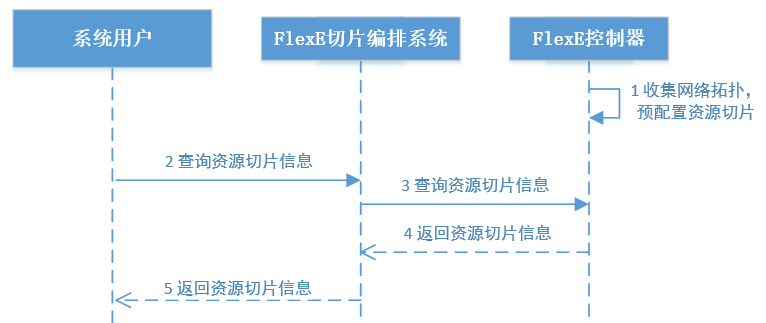 系统用户
FlexE切片编排系统
FlexE控制器
1 收集网络拓扑，
预配置资源切片
2 查询资源切片信息
3 查询资源切片信息
4 返回资源切片信息
5 返回资源切片信息